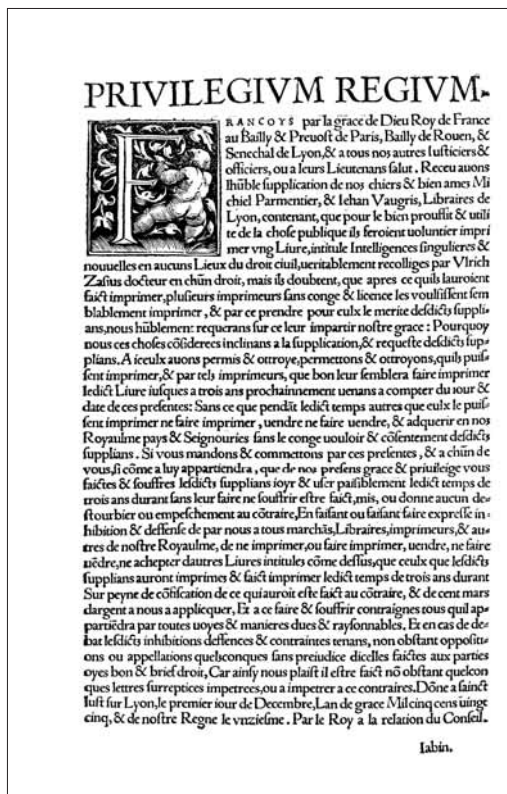 PRIVILEGIVM REGIVM.
FRANCOYS par la grace de Dieu Roy de France
au Bailly & Preuost de Paris, Bailly de Rouen, &
Senechal de Lyon, & a tous nos autres Iusticiers &
officiers, ou a leurs Lieutenans salut. Receu auons
lhūble supplication de nos chiers & bien ames Mi
chiel Parmentier, & Iehan Vaugris, Libraires de
Lyon, contenant, que pour le bien prouffit & utili
te de la chose publique ils feroient uoluntier impri
mer vng Liure, intitule Intelligences singulieres &
nouuelles en aucuns Lieux du droit ciuil, ueritablement recolliges par Vlrich
Zasius docteur en chūn droit, mais ils doubtent, que apres ce quils lauroient
faict imprimer, plusieurs imprimeurs sans conge & licence les voulsissent sem
blablement imprimer, & par ce prendre pour eulx le merite desdicts suppli-
ans, nous hūblement requerans sur ce leur impartir nostre grace : Pourquoy
nous ces choses cōsiderees inclinans a la supplication, & requeste desdicts sup-
plians. A iceulx auons permis & ottroye, permettons & ottroyons, quils puis-
sent imprimer, & par tels imprimeurs, que bon leur semblera faire imprimer
ledict Liure iusques a trois ans prochainnement uenans a compter du iour &
date de ces presentes: Sans ce que pendāt ledict temps autres que eulx le puis-
sent imprimer ne faire imprimer, uendre ne faire uendre, & adquerir en nos
Royaulme pays & Seignouries sans le conge uouloir & cōsentement desdicts
supplians. Si vous mandons & commettons par ces presentes, & a chūn de
vous, si cōme a luy appartiendra, que de nos presens grace & priuileige vous
faictes & souffres lesdicts supplians ioyr & user paisiblement ledict temps de
trois ans durant sans leur faire ne souffrir estre faict, mis, ou donne aucun de-
stourbier ou empeschement au cōtraire, En faisant ou faisant faire expresse in-
hibition & deffense de par nous a tous marchās, Libraires, imprimeurs, & au-
tres de nostre Royaulme, de ne imprimer, ou faire imprimer, uendre, ne faire
uēdre, ne achepter dautres Liures intitules cōme dessus, que ceulx que lesdicts
supplians auront imprimes & faict imprimer ledict temps de trois ans durant
Sur peyne de cōfiscation de ce qui auroit este faict au cōtraire, & de cent mars
dargent a nous a applicquer, Et a ce faire & souffrir contraignes tous quil ap-
partiēdra par toutes uoyes & manieres dues & raysonnables. Et en cas de de-
bat lesdicts inhibitions deffences & contraintes tenans, non obstant oppositi-
ons ou appellations quelsconques sans preiudice dicelles faictes aux parties
oyes bon & brief droit, Car ainsy nous plaist il estre faict nō obstant quelcon
ques lettres surreptices impetrees, ou a impetrer a ce contraires. Dōne a sainct
Iust sur Lyon, le premier iour de Decembre, Lan de grace Mil cinq cens uinge
cinq, & de nostre Regne le vnziesme. Par le Roy a la relation du Conseil.
Iabin.